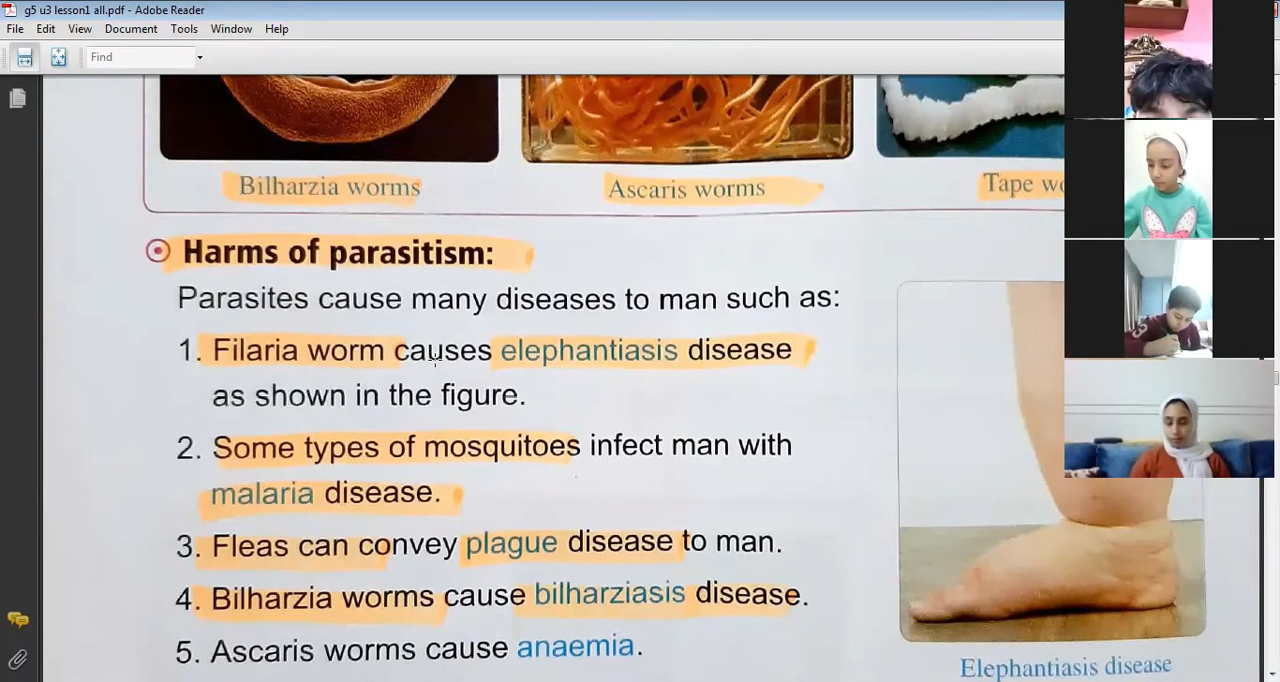 g5 u3 lesson1 all.pdf - Adobe Reader
File Edit View Document Tools Window Help
Find
Bilharzia worms
Ascaris worms
Tape
Harms of parasitism:
Parasites cause many diseases to man such as:
1. Filaria worm causes elephantiasis disease
as shown in the figure.
2. Some types of mosquitoes infect man with
malaria disease.
3. Fleas can convey plague disease to man.
4. Bilharzia worms cause bilharziasis disease.
5. Ascaris worms cause anaemia.
Elephantiasis disease